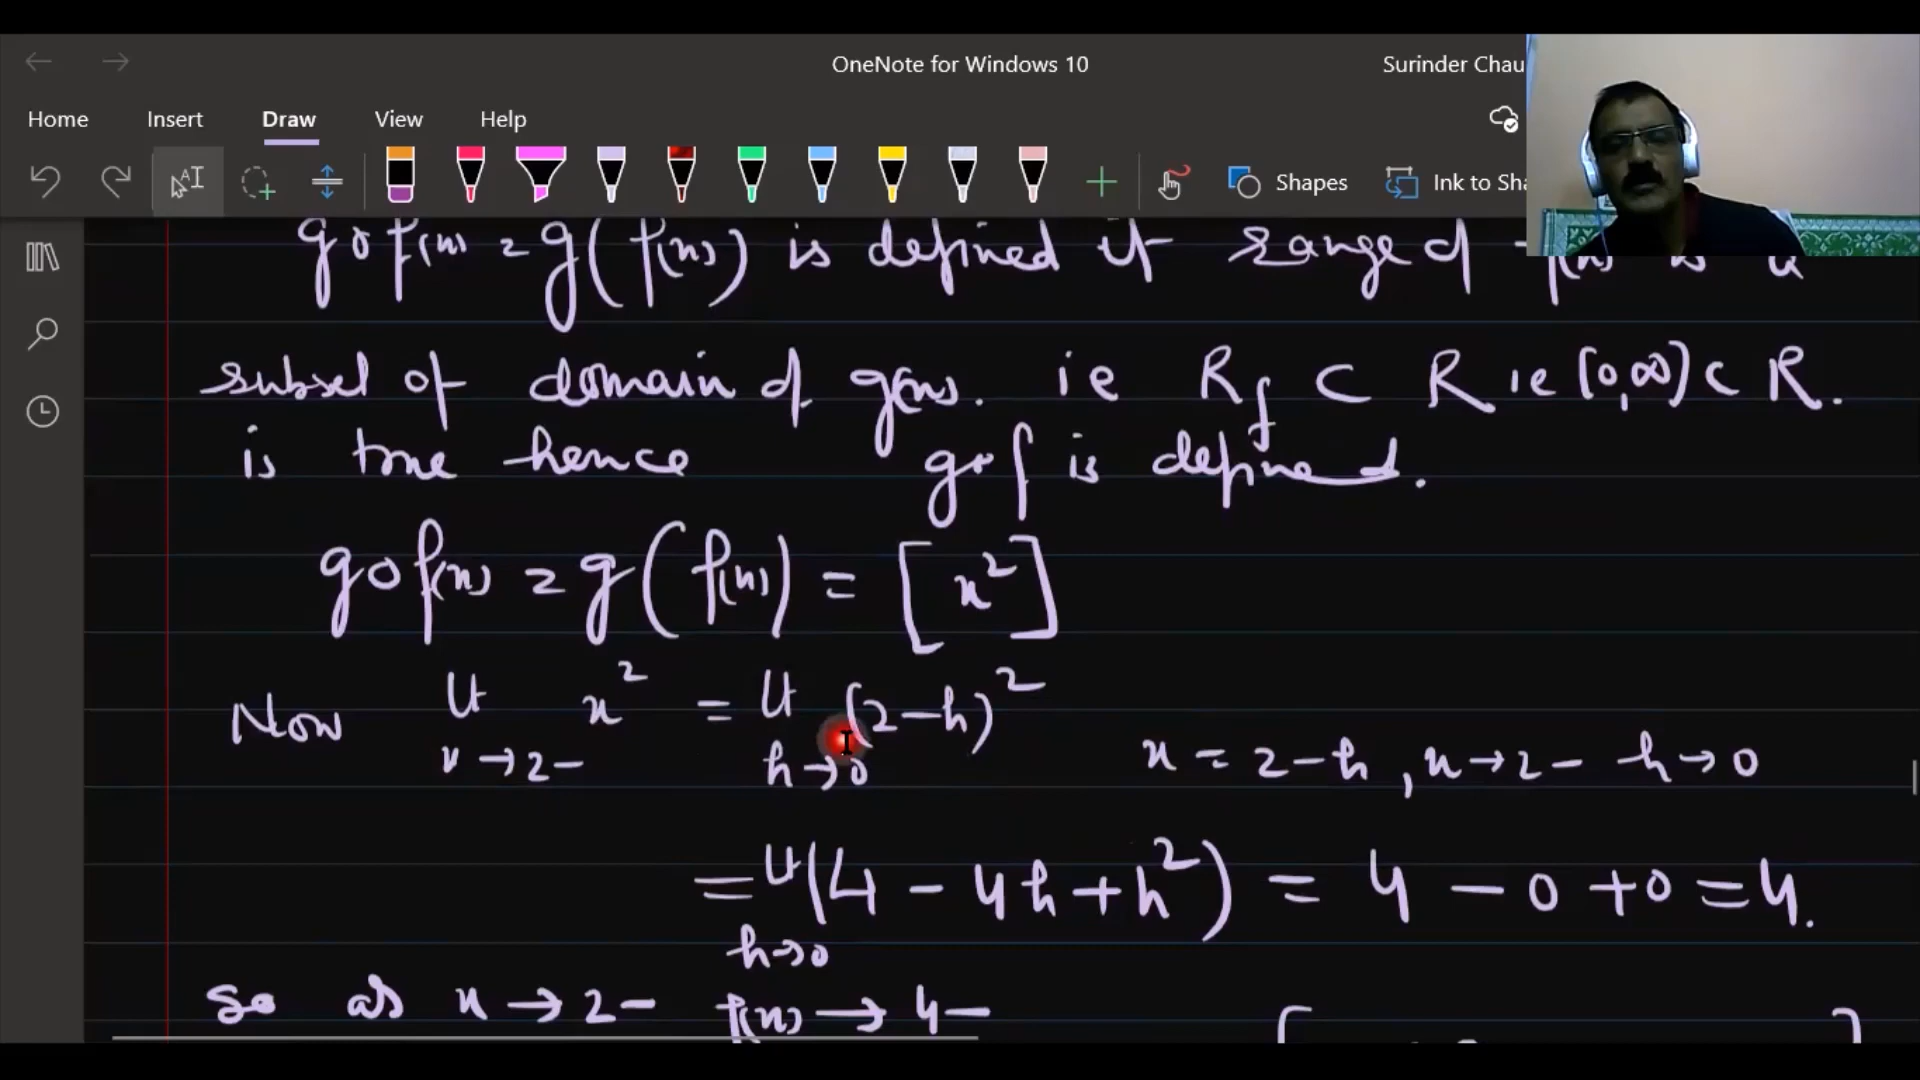 OneNote for Windows 10
Surinder Chau
Home Insert Draw View Help
Shapes Ink to Sha
gof(x) = g(f(x)) is defined if range of f(x) is a
subset of domain of g(x). ie R_f ⊂ R ie [0,∞) ⊂ R.
is true hence gof is defined.
gof(x) = g(f(x)) = [x²]
Now Lt x→2- x² = Lt h→0 (2-h)²
x = 2-h, x→2- h→0
= Lt h→0 (4 - 4h + h²) = 4 - 0 + 0 = 4.
So as x → 2- f(x) → 4-